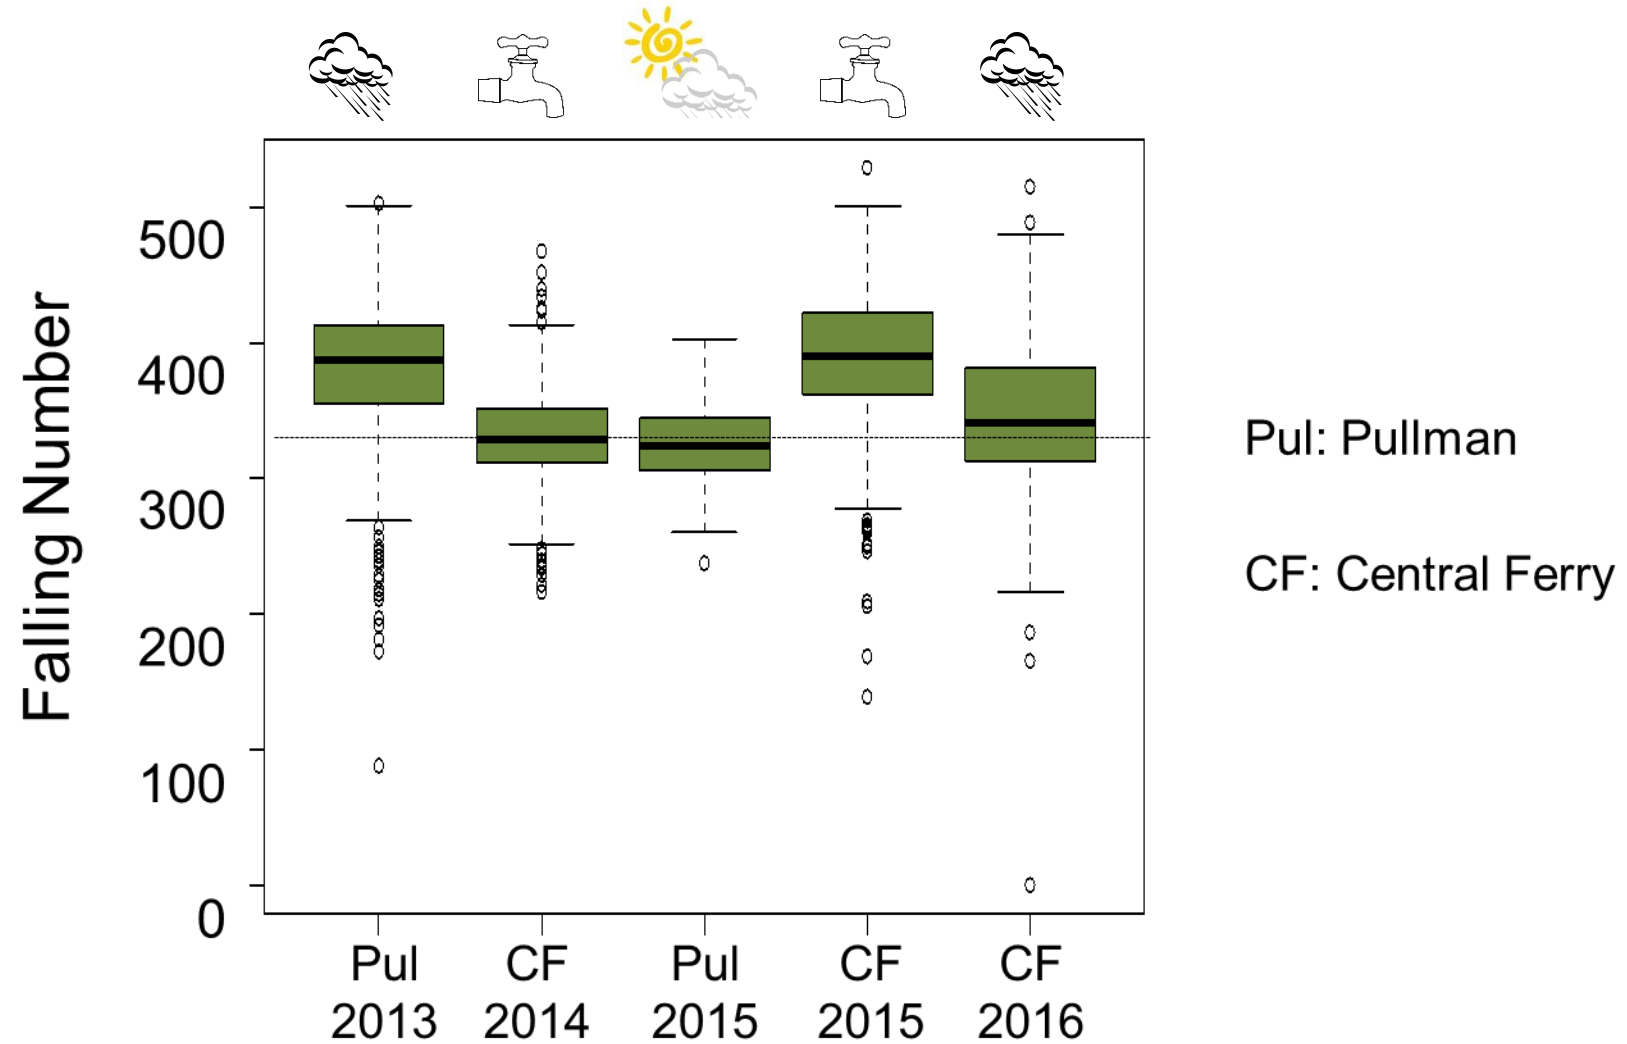 Falling Number
500
400
300
200
100
0
Pul 2013
CF 2014
Pul 2015
CF 2015
CF 2016
Pul: Pullman
CF: Central Ferry